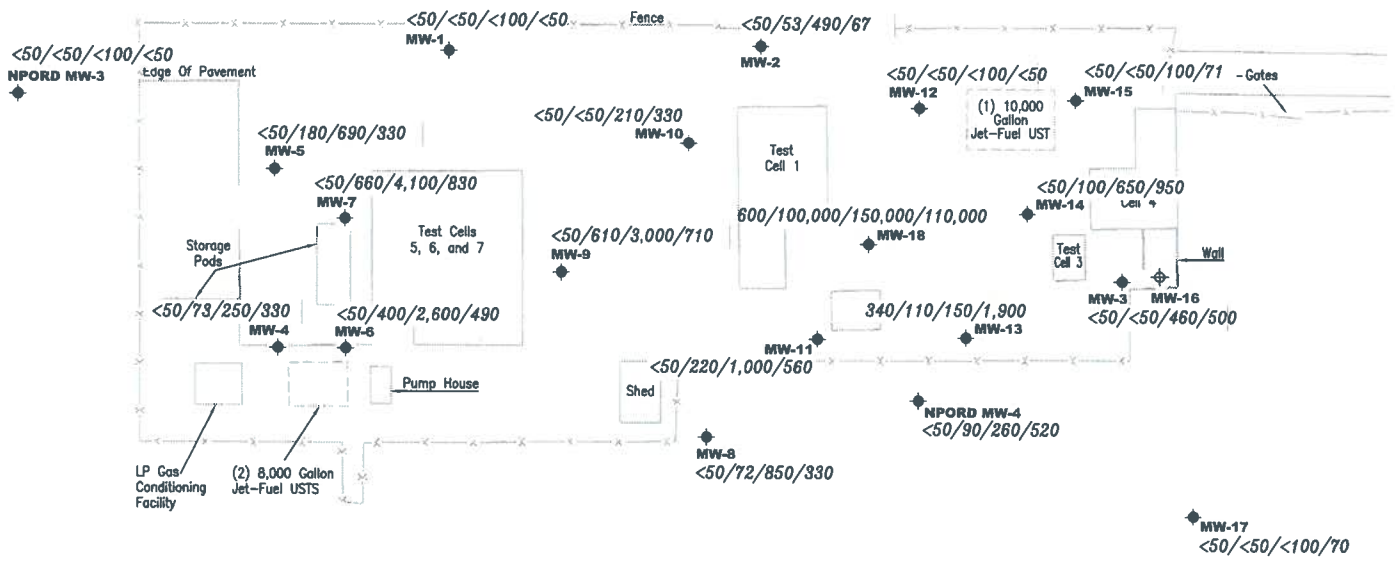 <50/<50/<100/<50
MW-1
Fence
<50/53/490/67
MW-2
<50/<50/<100/<50
NPORD MW-3
Edge Of Pavement
<50/<50/<100/<50
MW-12
<50/<50/100/71
MW-15
-Gates
(1) 10,000
Gallon
Jet-Fuel UST
<50/<50/210/330
MW-10
<50/180/690/330
MW-5
Test
Cell 1
<50/660/4,100/830
MW-7
<50/100/650/950
MW-14
Cell 4
600/100,000/150,000/110,000
MW-18
Test Cells
5, 6, and 7
<50/610/3,000/710
MW-9
Storage
Pods
Test
Cell 3
Wall
MW-3
MW-16
<50/<50/460/500
<50/73/250/330
MW-4
<50/400/2,600/490
MW-6
340/110/150/1,900
MW-13
MW-11
<50/220/1,000/560
Pump House
Shed
NPORD MW-4
<50/90/260/520
MW-8
<50/72/850/330
LP Gas
Conditioning
Facility
(2) 8,000 Gallon
Jet-Fuel USTS
MW-17
<50/<50/<100/70